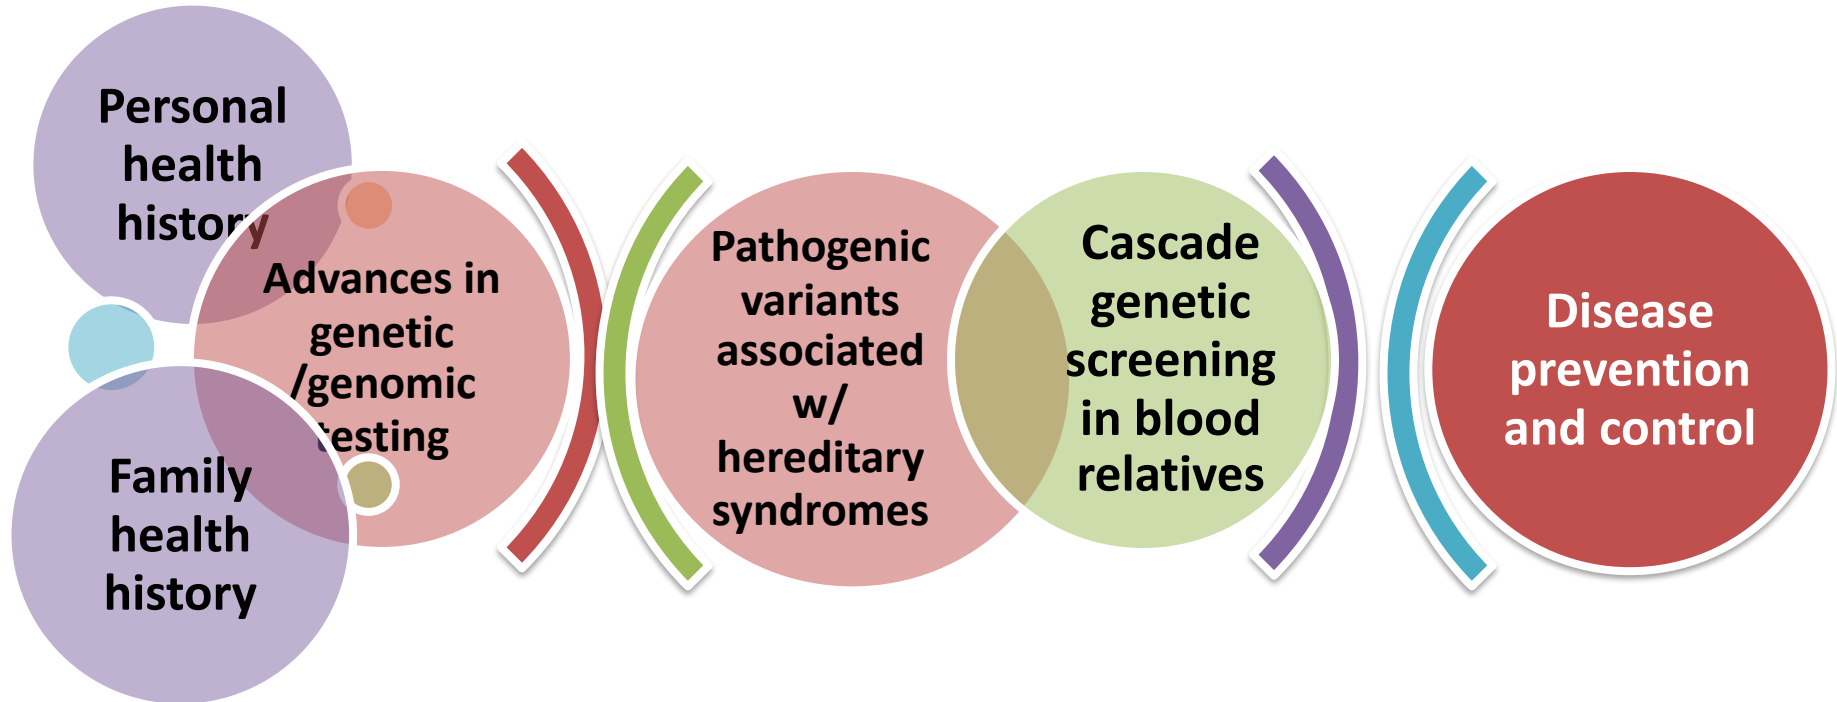 Personal
health
history
Advances in
genetic
/genomic
testing
Family
health
history
Pathogenic
variants
associated
w/
hereditary
syndromes
Cascade
genetic
screening
in blood
relatives
Disease
prevention
and control